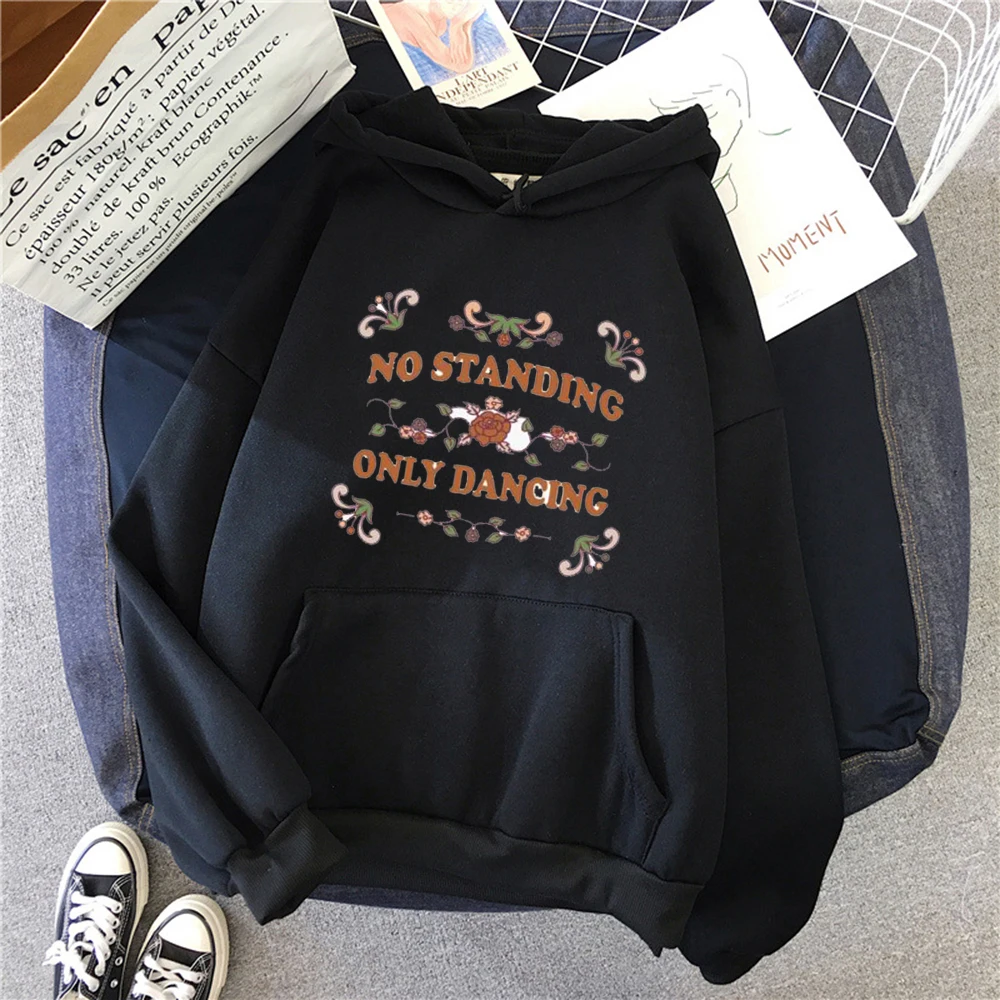 Le sac en pap
Ce sac est fabriqué à partir de
épaisseur 180g/m²; papier végétal.
100 % naturel. kraft blanc
doublé de kraft brun Contenance.
33 litres. 100 % Ecographik™
Ne le jetez pas.
peut servir plusieurs fois.
L'ART
INDÉPENDANT
MOMENT
NO STANDING
ONLY DANCING